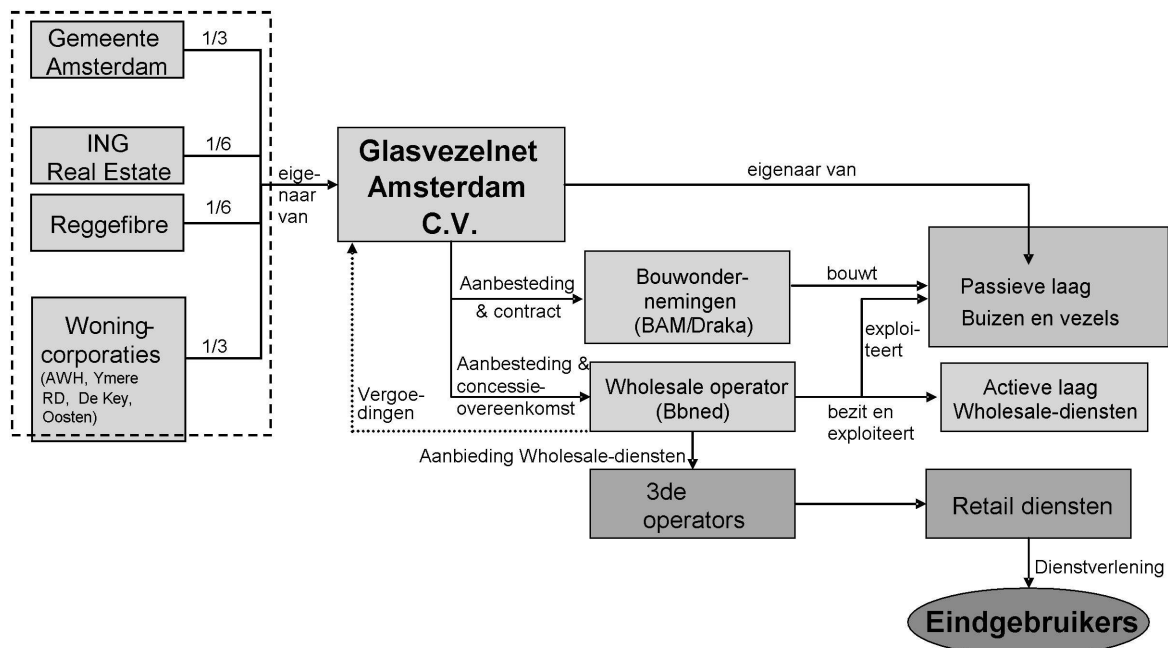 Gemeente
Amsterdam
1/3
ING
Real Estate
1/6
Reggefibre
1/6
Woning-
corporaties
(AWH, Ymere
RD, De Key,
Oosten)
1/3
eige-
naar
van
Glasvezelnet
Amsterdam
C.V.
eigenaar van
Aanbesteding
& contract
Bouwonder-
nemingen
(BAM/Draka)
bouwt
Passieve laag
Buizen en vezels
exploi-
teert
Aanbesteding &
concessie-
overeenkomst
Wholesale operator
(Bbned)
bezit en
exploiteert
Actieve laag
Wholesale-diensten
Vergoe-
dingen
Aanbieding Wholesale-diensten
3de
operators
Retail diensten
Dienstverlening
Eindgebruikers